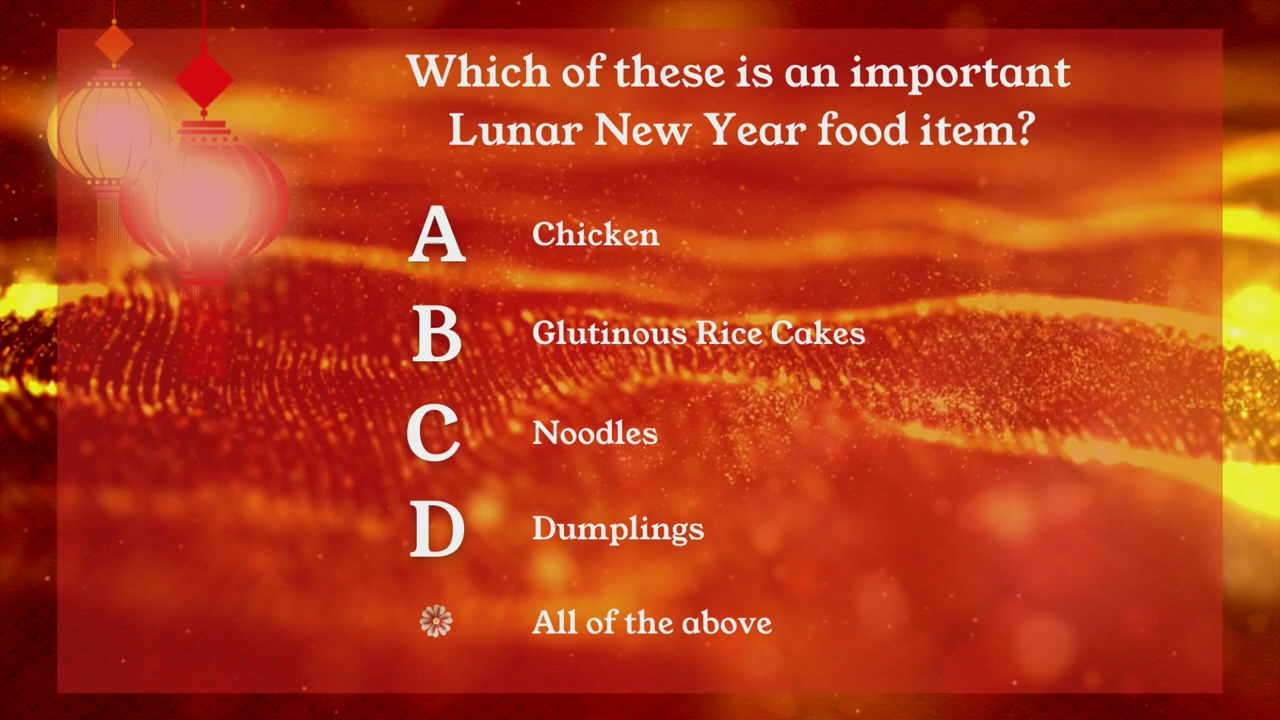 Which of these is an important
Lunar New Year food item?
A Chicken
B Glutinous Rice Cakes
C Noodles
D Dumplings
All of the above